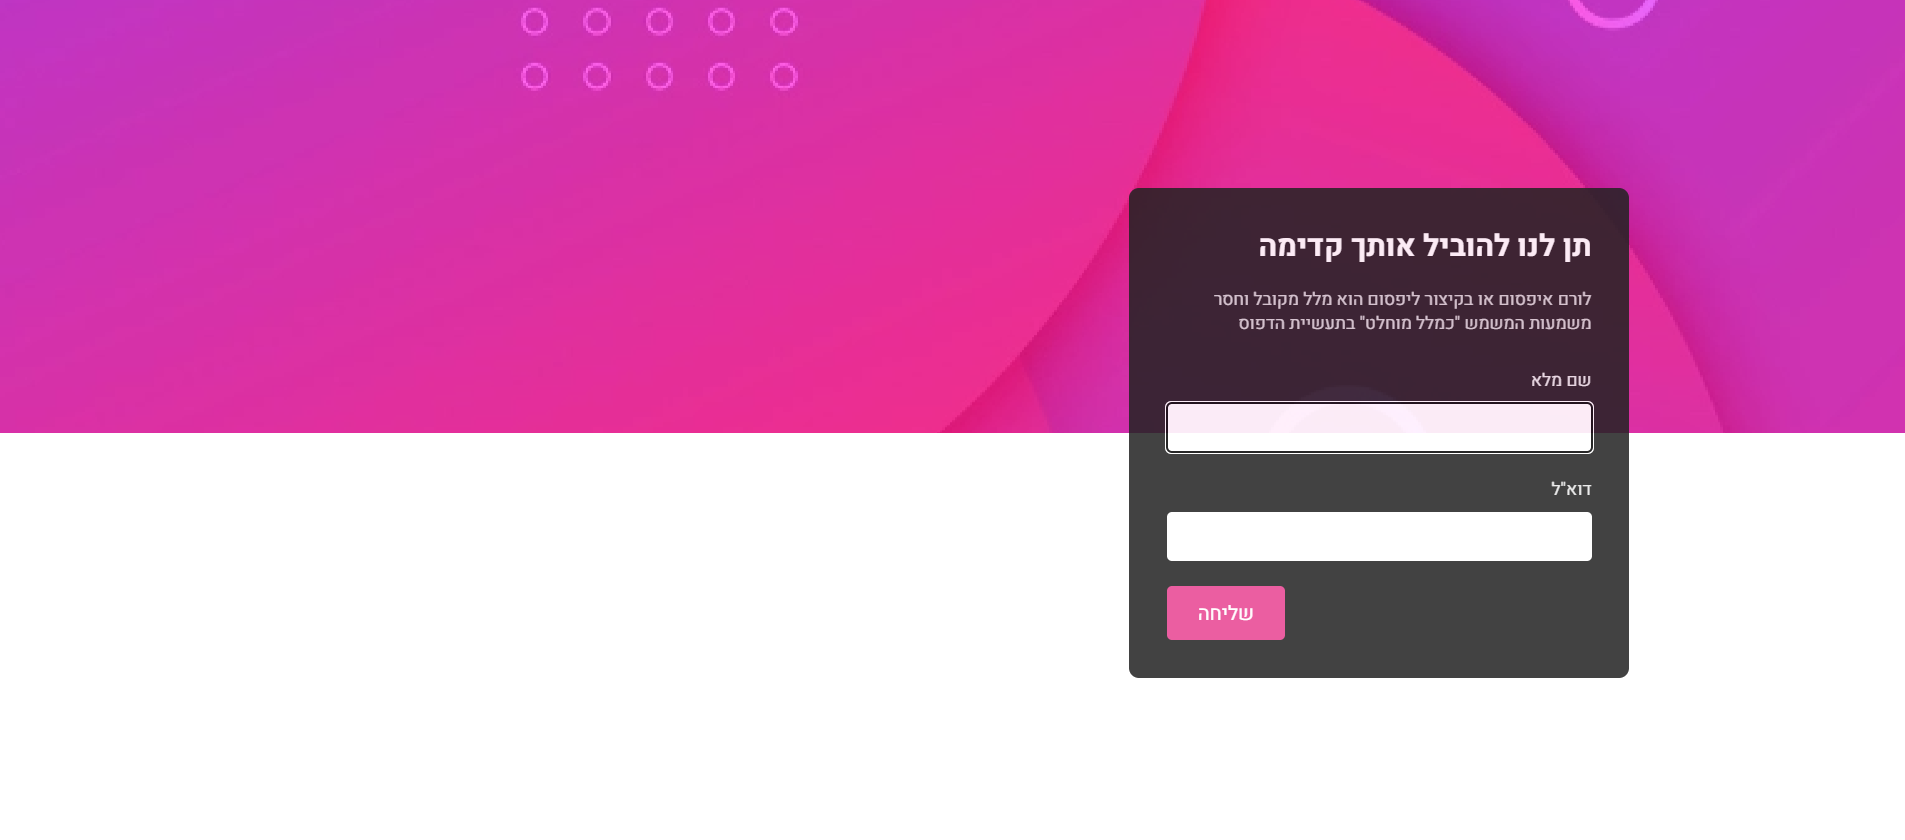 תן לנו להוביל אותך קדימה
לורם איפסום או בקיצור ליפסום הוא מלל מקובל וחסר
משמעות המשמש "כמלל מוחלט" בתעשיית הדפוס
שם מלא
דוא"ל
שליחה